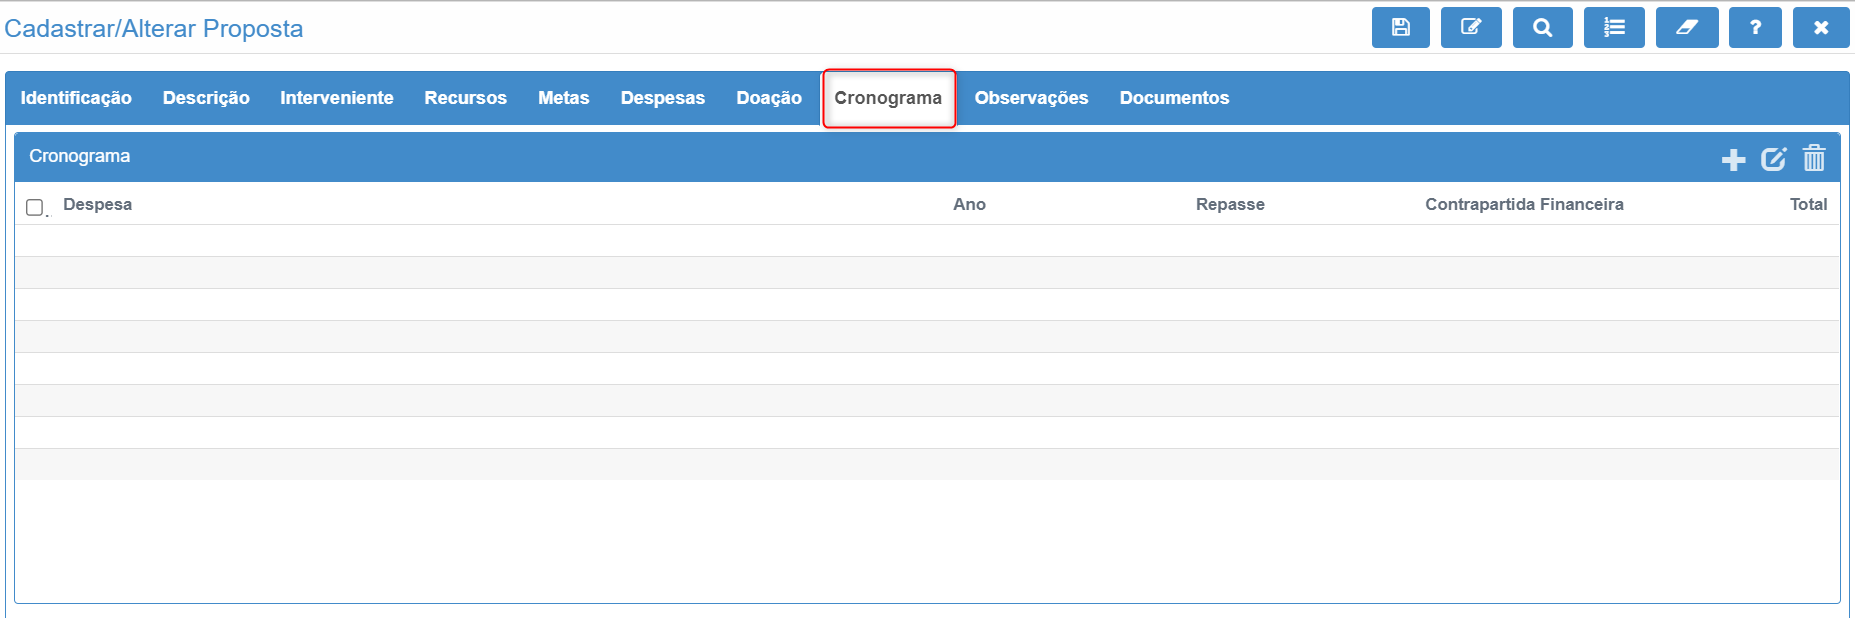 Cadastrar/Alterar Proposta
?
Identificação Descrição Interveniente Recursos Metas Despesas Doação Cronograma Observações Documentos
Cronograma
Despesa Ano Repasse Contrapartida Financeira Total